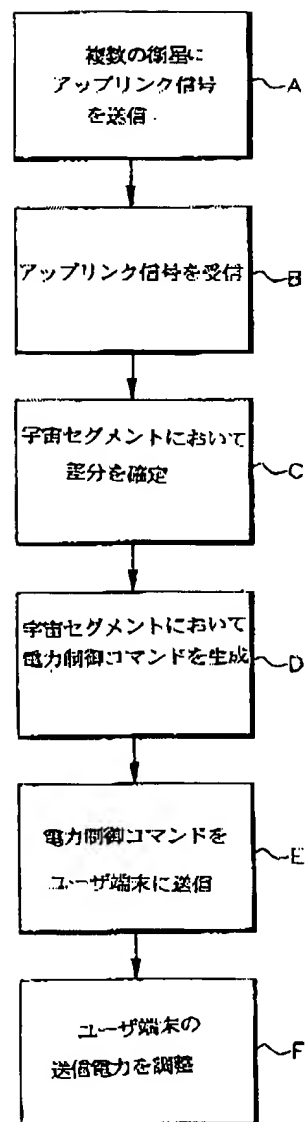 複数の衛星に
アップリンク信号
を送信.
A
アップリンク信号を受信
B
宇宙セグメントにおいて
差分を確定
C
宇宙セグメントにおいて
電力制御コマンドを生成
D
電力制御コマンドを
ユーザ端末に送信
E
ユーザ端末の
送信電力を調整
F